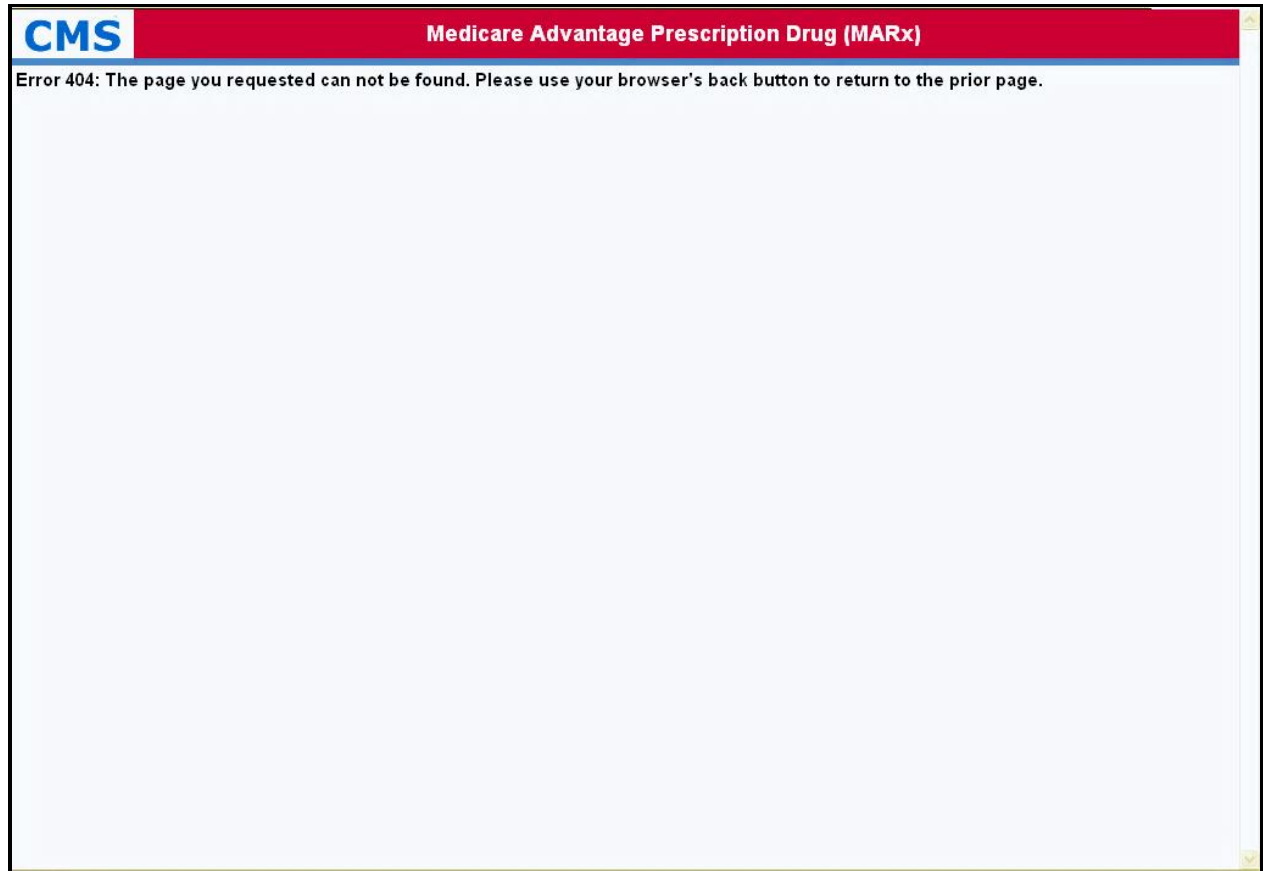 CMS
Medicare Advantage Prescription Drug (MARx)
Error 404: The page you requested can not be found. Please use your browser's back button to return to the prior page.